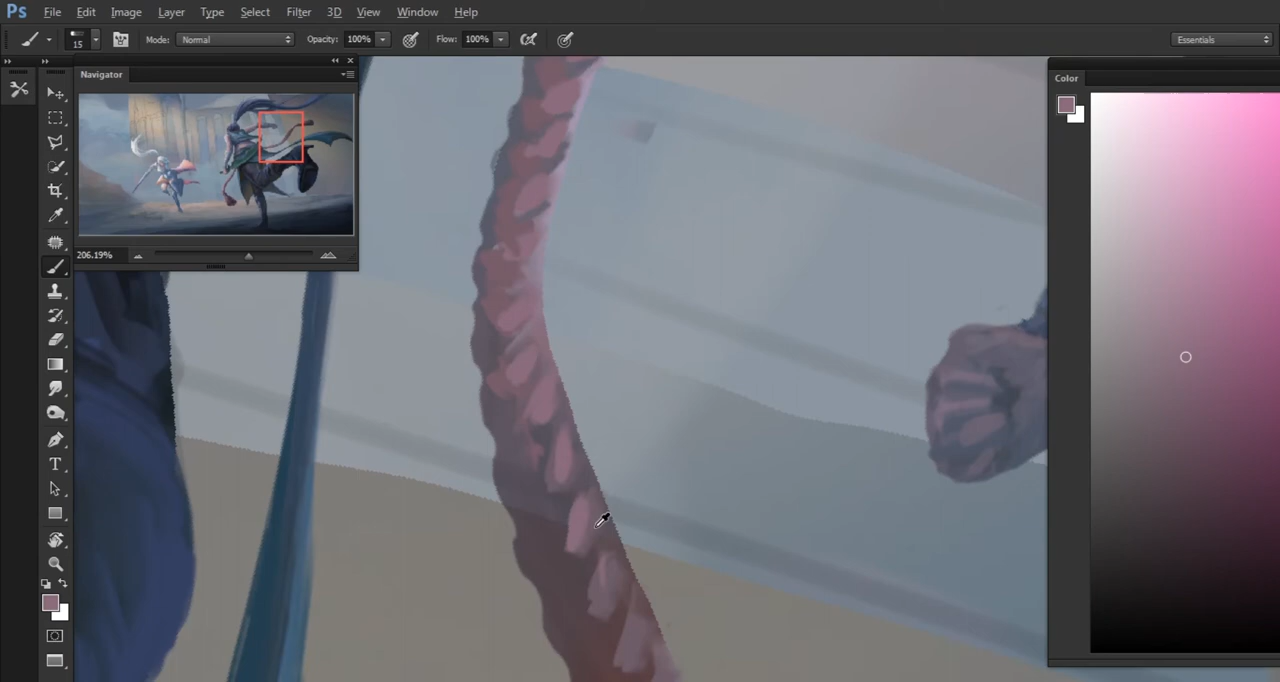 Ps File Edit Image Layer Type Select Filter 3D View Window Help
15 Mode: Normal Opacity: 100% Flow: 100% Essentials
Navigator
Color
206.19%
T